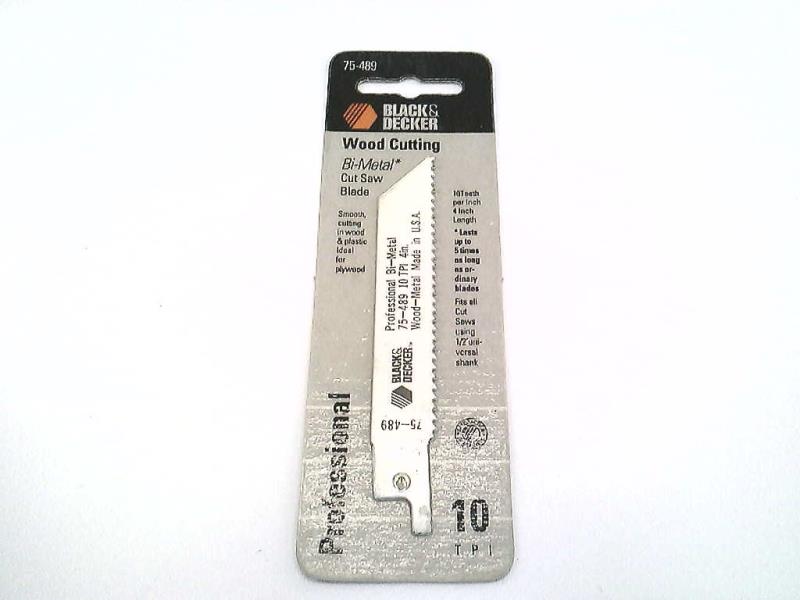 75-489
BLACK&
DECKER
Wood Cutting
Bi-Metal*
Cut Saw
Blade
Smooth,
cutting
in wood
& plastic
Ideal
for
plywood
10 Teeth
per Inch
4 Inch
Length
* Lasts
up to
5 times
as long
as or-
dinary
blades
Fits all
Cut
Saws
using
1/2" uni-
versal
shank
Professional Bi-Metal
75-489 10 TPI 4in.
Wood-Metal Made in U.S.A.
BLACK&
DECKER
75-489
Professional
10
TPI